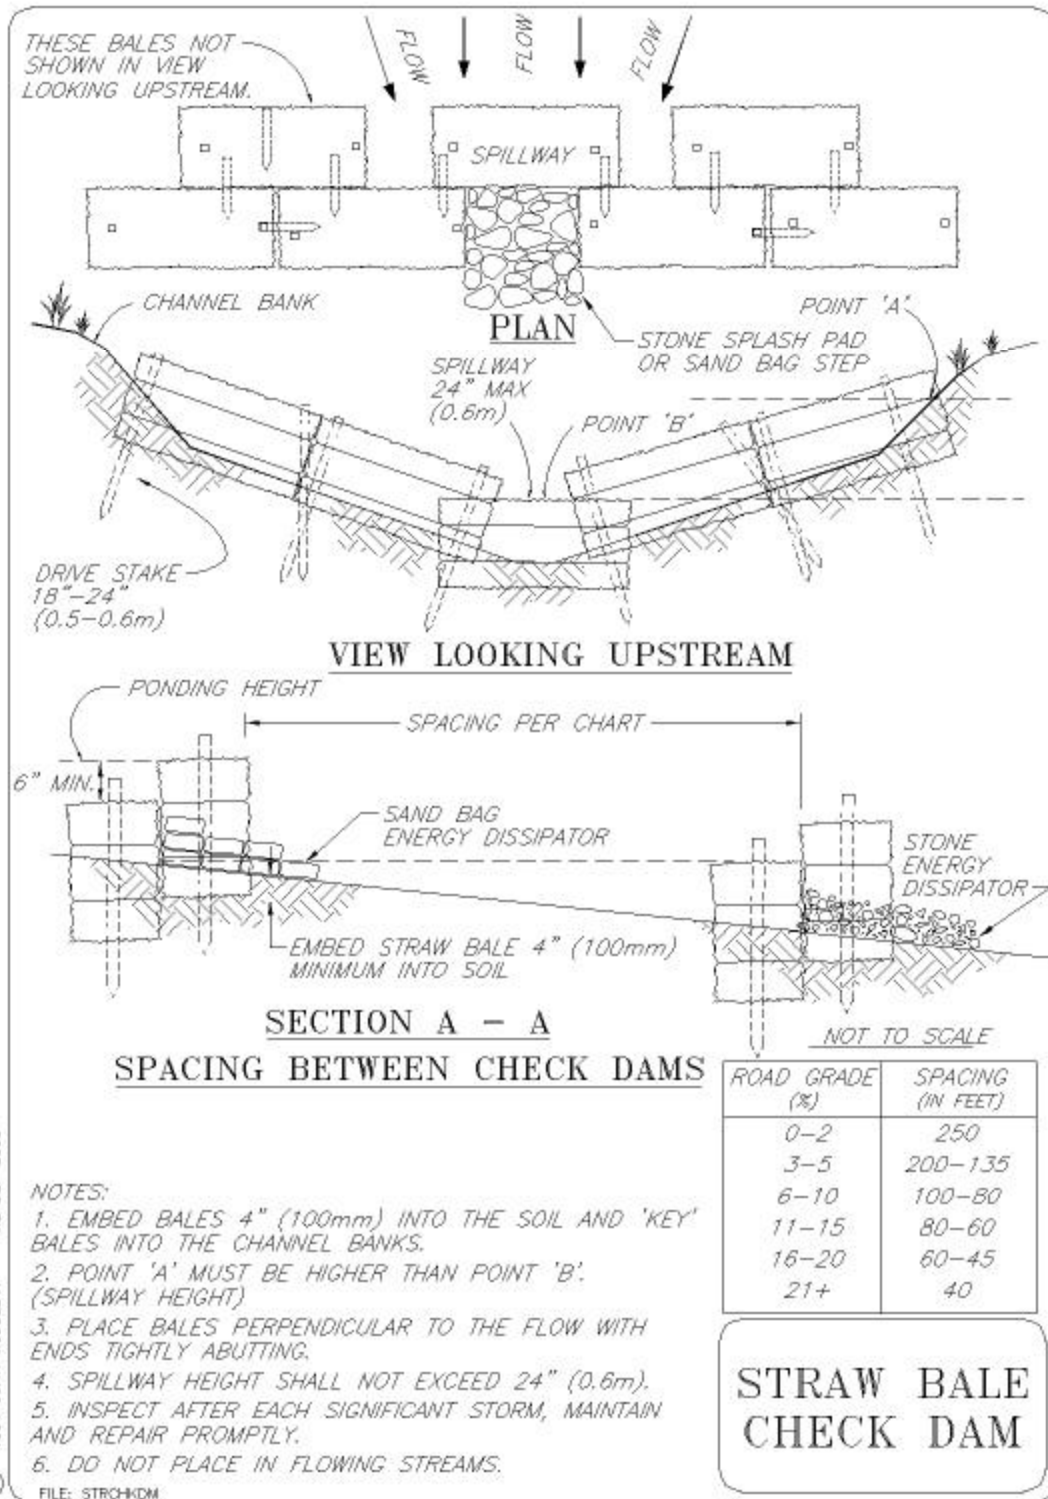 THESE BALES NOT
SHOWN IN VIEW
LOOKING UPSTREAM.
FLOW
FLOW
FLOW
SPILLWAY
CHANNEL BANK
PLAN
STONE SPLASH PAD
OR SAND BAG STEP
POINT 'A'
SPILLWAY
24" MAX
(0.6m)
POINT 'B'
DRIVE STAKE
18"-24"
(0.5-0.6m)
VIEW LOOKING UPSTREAM
PONDING HEIGHT
SPACING PER CHART
6" MIN.
SAND BAG
ENERGY DISSIPATOR
STONE
ENERGY
DISSIPATOR
EMBED STRAW BALE 4" (100mm)
MINIMUM INTO SOIL
SECTION A - A
SPACING BETWEEN CHECK DAMS
NOT TO SCALE
ROAD GRADE (%) SPACING (IN FEET)
0-2 250
3-5 200-135
6-10 100-80
11-15 80-60
16-20 60-45
21+ 40
NOTES:
1. EMBED BALES 4" (100mm) INTO THE SOIL AND 'KEY'
BALES INTO THE CHANNEL BANKS.
2. POINT 'A' MUST BE HIGHER THAN POINT 'B'.
(SPILLWAY HEIGHT)
3. PLACE BALES PERPENDICULAR TO THE FLOW WITH
ENDS TIGHTLY ABUTTING.
4. SPILLWAY HEIGHT SHALL NOT EXCEED 24" (0.6m).
5. INSPECT AFTER EACH SIGNIFICANT STORM, MAINTAIN
AND REPAIR PROMPTLY.
6. DO NOT PLACE IN FLOWING STREAMS.
FILE: STRCHKDM
STRAW BALE
CHECK DAM